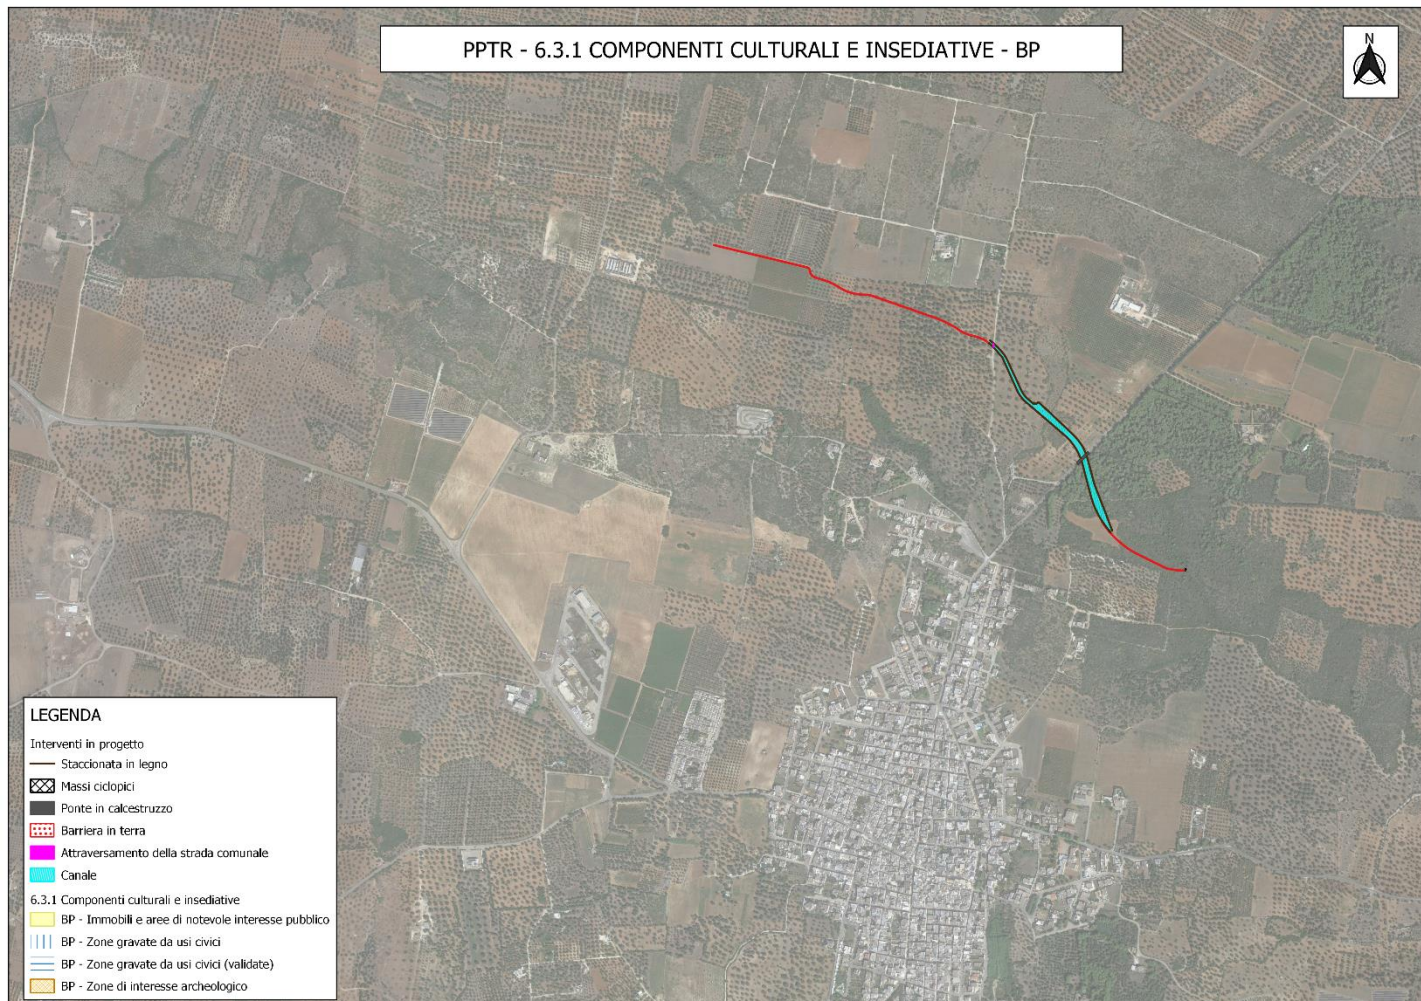 PPTR - 6.3.1 COMPONENTI CULTURALI E INSEDIATIVE - BP
N
LEGENDA
Interventi in progetto
Staccionata in legno
Massi ciclopici
Ponte in calcestruzzo
Barriera in terra
Attraversamento della strada comunale
Canale
6.3.1 Componenti culturali e insediative
BP - Immobili e aree di notevole interesse pubblico
BP - Zone gravate da usi civici
BP - Zone gravate da usi civici (validate)
BP - Zone di interesse archeologico